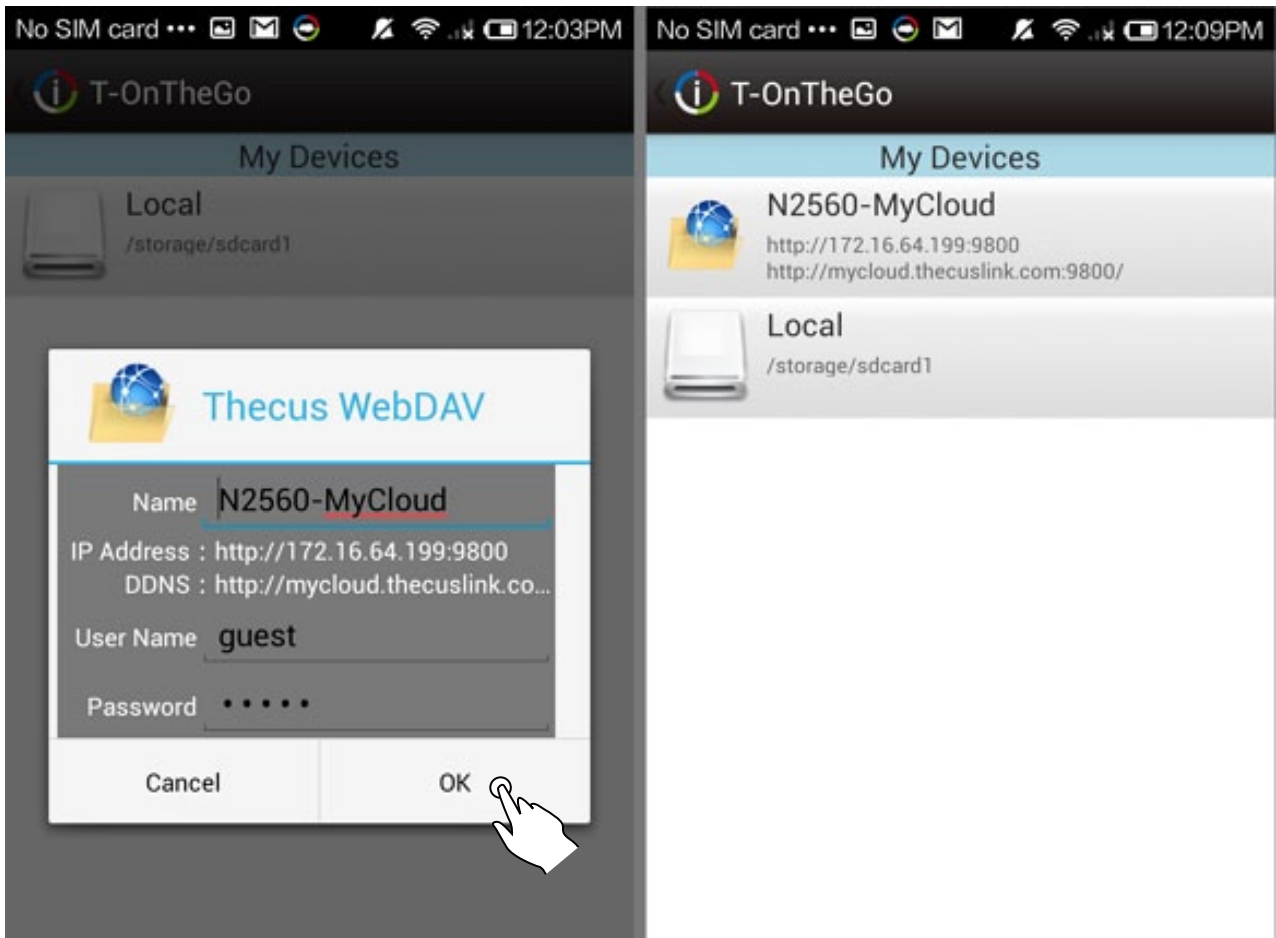 No SIM card ••• 12:03PM
T-OnTheGo
My Devices
Local
/storage/sdcard1
Thecus WebDAV
Name N2560-MyCloud
IP Address : http://172.16.64.199:9800
DDNS : http://mycloud.thecuslink.co...
User Name guest
Password •••••
Cancel OK
No SIM card ••• 12:09PM
T-OnTheGo
My Devices
N2560-MyCloud
http://172.16.64.199:9800
http://mycloud.thecuslink.com:9800/
Local
/storage/sdcard1